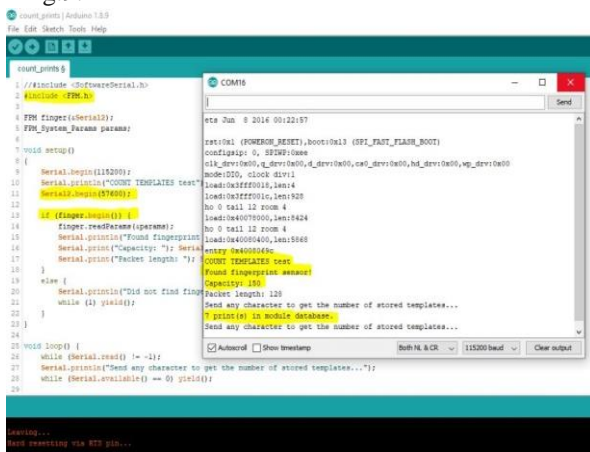 count_prints | Arduino 1.8.9
File Edit Sketch Tools Help
count_prints §
1 //#include <SoftwareSerial.h>
2 #include <FPM.h>
3
4 FPM finger(&Serial2);
5 FPM_System_Params params;
6
7 void setup()
8 {
9 Serial.begin(115200);
10 Serial.println("COUNT TEMPLATES test")
11 Serial2.begin(57600);
12
13 if (finger.begin()) {
14 finger.readParams(&params);
15 Serial.println("Found fingerprint
16 Serial.print("Capacity: "); Serial
17 Serial.print("Packet length: ");
18 }
19 else {
20 Serial.println("Did not find finge
21 while (1) yield();
22 }
23 }
24
25 void loop() {
26 while (Serial.read() != -1);
27 Serial.println("Send any character to get the number of stored templates...");
28 while (Serial.available() == 0) yield();
29
COM16
Send
ets Jun 8 2016 00:22:57
rst:0x1 (POWERON_RESET),boot:0x13 (SPI_FAST_FLASH_BOOT)
configsip: 0, SPIWP:0xee
clk_drv:0x00,q_drv:0x00,d_drv:0x00,cs0_drv:0x00,hd_drv:0x00,wp_drv:0x00
mode:DIO, clock div:1
load:0x3fff0018,len:4
load:0x3fff001c,len:928
ho 0 tail 12 room 4
load:0x40078000,len:8424
ho 0 tail 12 room 4
load:0x40080400,len:5868
entry 0x4008069c
COUNT TEMPLATES test
Found fingerprint sensor!
Capacity: 150
Packet length: 128
Send any character to get the number of stored templates...
7 print(s) in module database.
Send any character to get the number of stored templates...
Autoscroll Show timestamp Both NL & CR 115200 baud Clear output
Leaving...
Hard resetting via RTS pin...